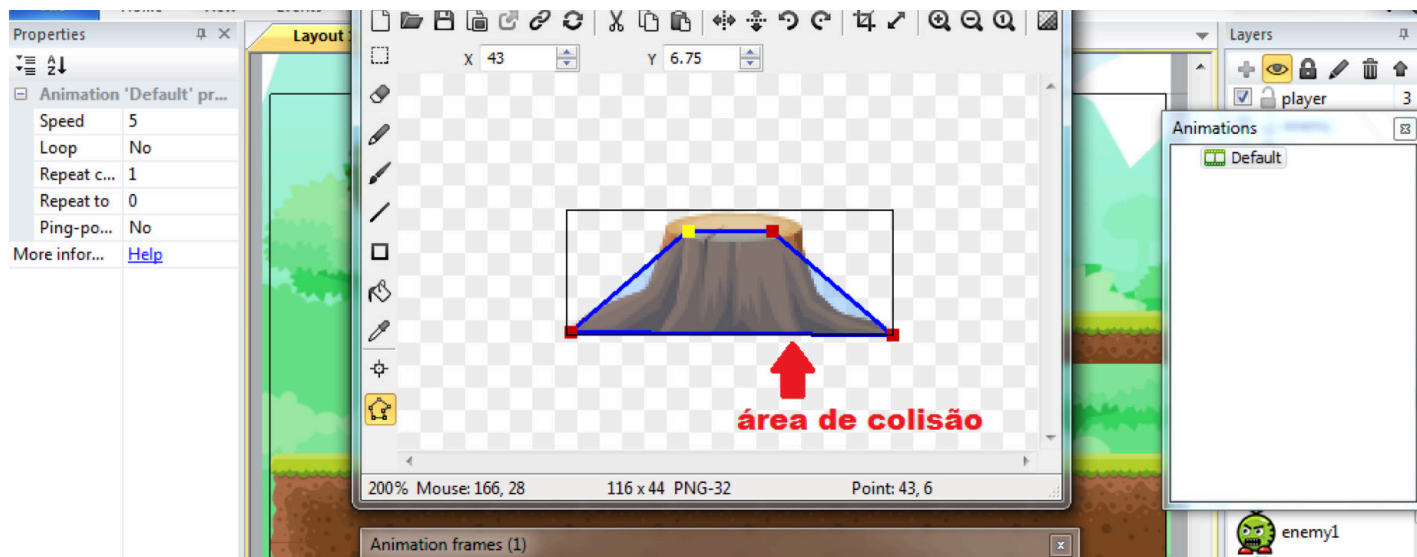 Properties
Layout
Layers
X 43
Y 6.75
Animation 'Default' pr...
player
3
Speed 5
Animations
Loop No
Default
Repeat c... 1
Repeat to 0
Ping-po... No
More infor... Help
área de colisão
200% Mouse: 166, 28
116 x 44 PNG-32
Point: 43, 6
Animation frames (1)
enemy1